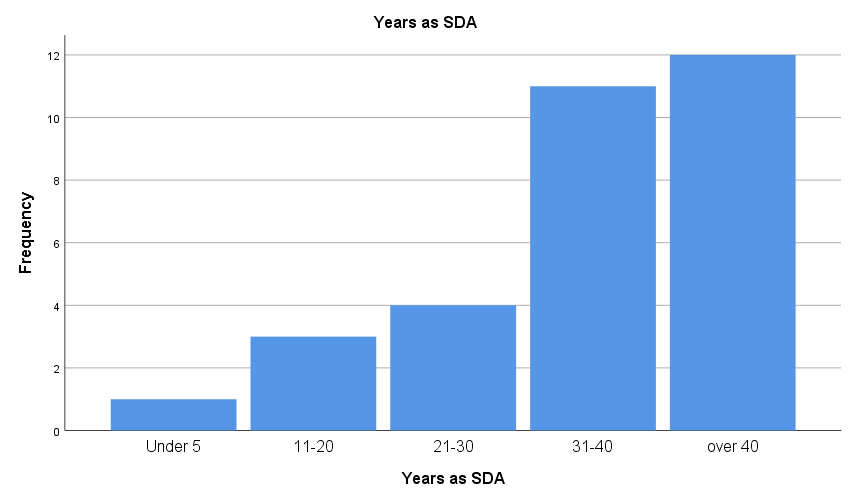 Years as SDA
12
10
8
6
4
2
0
Frequency
Under 5
11-20
21-30
31-40
over 40
Years as SDA